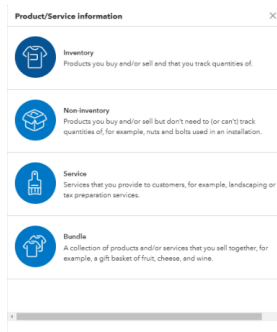 Product/Service information
Inventory
Products you buy and/or sell and that you track quantities of.
Non-inventory
Products you buy and/or sell but don't need to (or can't) track
quantities of, for example, nuts and bolts used in an installation.
Service
Services that you provide to customers, for example, landscaping or
tax preparation services.
Bundle
A collection of products and/or services that you sell together, for
example, a gift basket of fruit, cheese, and wine.